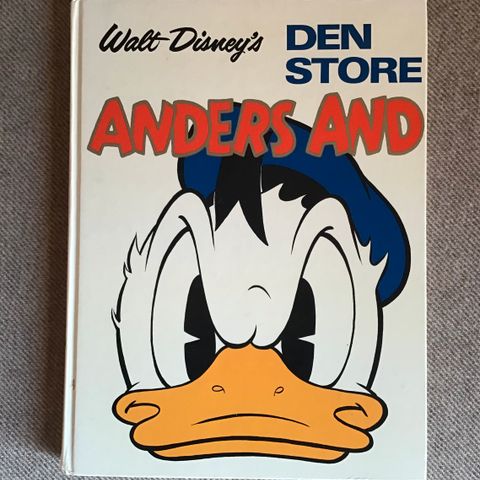 Walt Disney's DEN
STORE
ANDERS AND